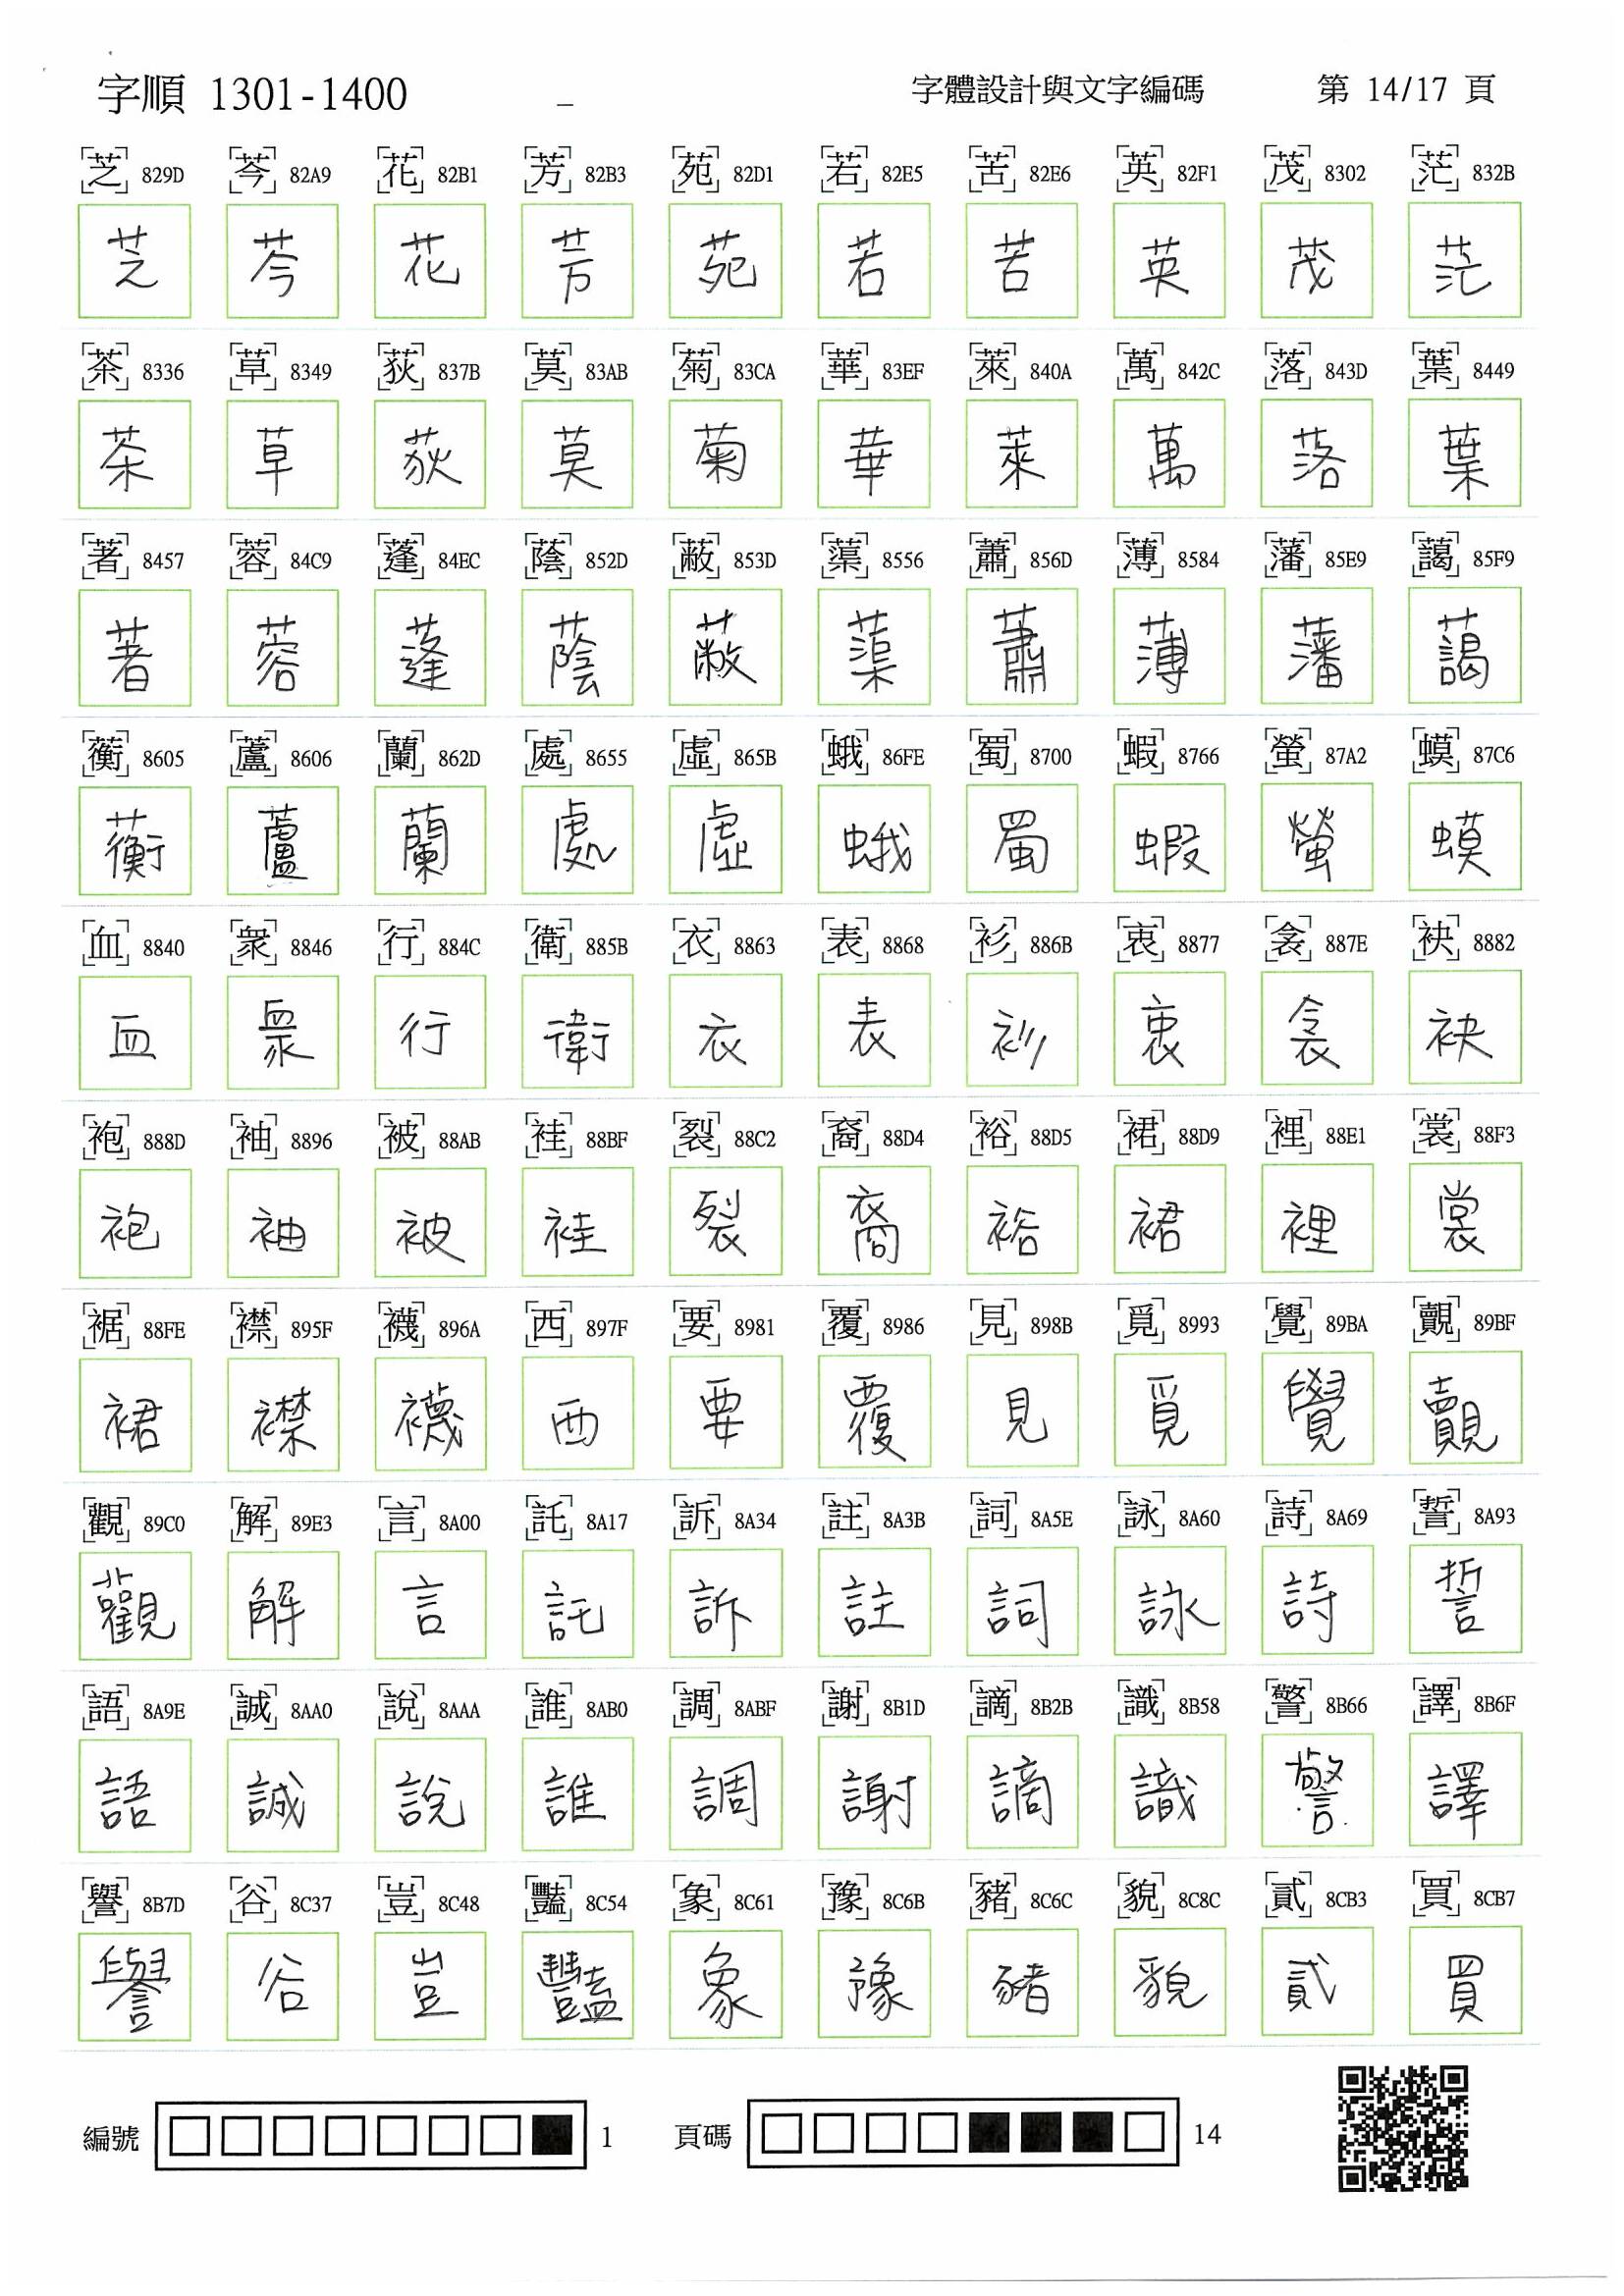 字順 1301-1400 _ 字體設計與文字編碼 第 14/17 頁
芝 829D 芩 82A9 花 82B1 芳 82B3 苑 82D1 若 82E5 苦 82E6 英 82F1 茂 8302 茫 832B
芝 芩 花 芳 苑 若 苦 英 茂 茫
茶 8336 草 8349 荻 837B 莫 83AB 菊 83CA 華 83EF 萊 840A 萬 842C 落 843D 葉 8449
茶 草 荻 莫 菊 華 萊 萬 落 葉
著 8457 蓉 84C9 蓬 84EC 蔭 852D 蔽 853D 蕖 8556 蕭 856D 薄 8584 藩 85E9 藹 85F9
著 蓉 蓬 蔭 蔽 蕖 蕭 薄 藩 藹
蘅 8605 蘆 8606 蘭 862D 處 8655 虛 865B 蛾 86FE 蜀 8700 蝦 8766 螢 87A2 蟆 87C6
蘅 蘆 蘭 處 虛 蛾 蜀 蝦 螢 蟆
血 8840 衆 8846 行 884C 衛 885B 衣 8863 表 8868 衫 886B 衷 8877 衾 887E 袂 8882
血 衆 行 衛 衣 表 衫 衷 衾 袂
袍 888D 袖 8896 被 88AB 袿 88BF 裂 88C2 裔 88D4 裕 88D5 裙 88D9 裡 88E1 裳 88F3
袍 袖 被 袿 裂 裔 裕 裙 裡 裳
裾 88FE 襟 895F 襪 896A 西 897F 要 8981 覆 8986 見 898B 覓 8993 覺 89BA 覿 89BF
裙 襟 襪 西 要 覆 見 覓 覺 覿
觀 89C0 解 89E3 言 8A00 託 8A17 訴 8A34 註 8A3B 詞 8A5E 詠 8A60 詩 8A69 誓 8A93
觀 解 言 託 訴 註 詞 詠 詩 誓
語 8A9E 誠 8AA0 說 8AAA 誰 8AB0 調 8ABF 謝 8B1D 謫 8B2B 識 8B58 警 8B66 譯 8B6F
語 誠 說 誰 調 謝 謫 識 警 譯
譽 8B7D 谷 8C37 豈 8C48 豔 8C54 象 8C61 豫 8C6B 豬 8C6C 貌 8C8C 貳 8CB3 買 8CB7
譽 谷 豈 豔 象 豫 豬 貌 貳 買
編號 1 頁碼 14